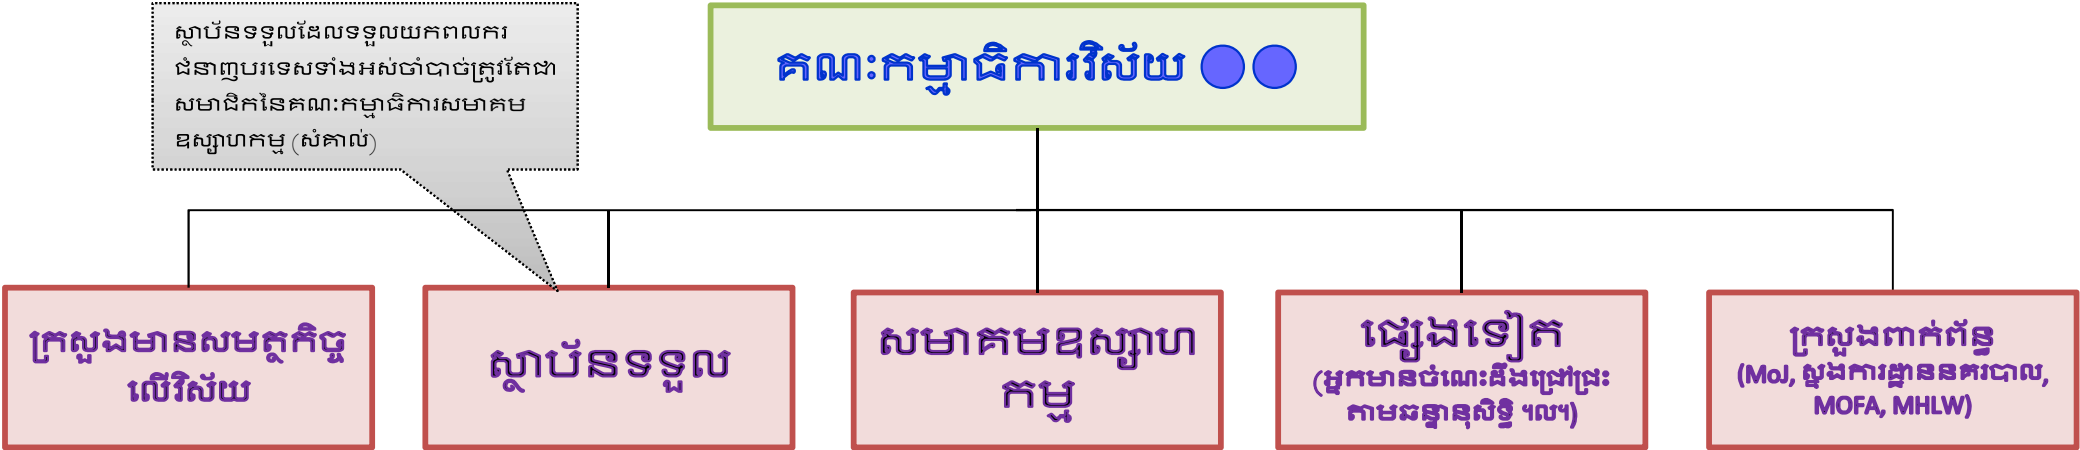 ស្ថាប័នទទួលដែលទទួលយកពលករ
ជំនាញបរទេសទាំងអស់ចាំបាច់ត្រូវតែជា
សមាជិកនៃគណៈកម្មាធិការសមាគម
ឧស្សាហកម្ម (សំគាល់)
គណៈកម្មាធិការវិស័យ ●●
ក្រសួងមានសមត្ថកិច្ច
លើវិស័យ
ស្ថាប័នទទួល
សមាគមឧស្សាហ
កម្ម
ផ្សេងទៀត
(អ្នកមានចំណេះដឹងជ្រៅជ្រះ
តាមឆន្ទានុសិទ្ធិ ។ល។)
ក្រសួងពាក់ព័ន្ធ
(MoJ, ស្នងការដ្ឋាននគរបាល,
MOFA, MHLW)